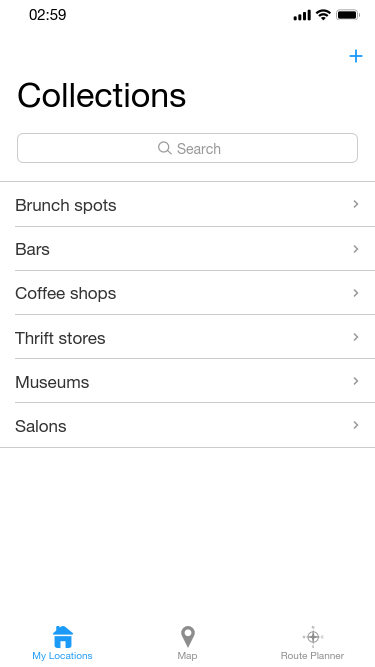 02:59
+
Collections
Search
Brunch spots
Bars
Coffee shops
Thrift stores
Museums
Salons
My Locations
Map
Route Planner